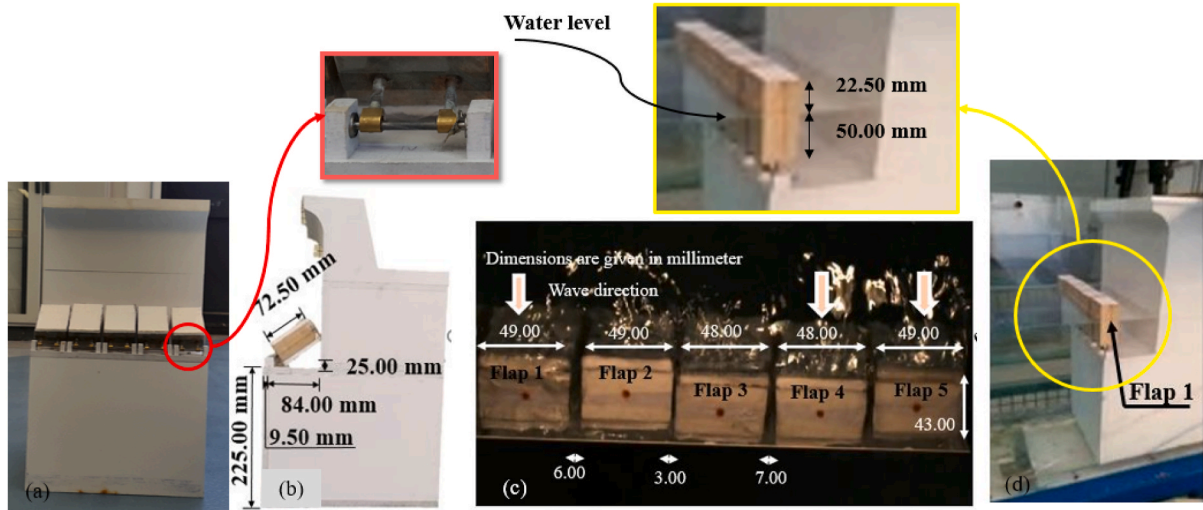 Water level
22.50 mm
50.00 mm
72.50 mm
25.00 mm
84.00 mm
9.50 mm
225.00 mm
(a)
(b)
Dimensions are given in millimeter
Wave direction
49.00
49.00
48.00
48.00
49.00
Flap 1
Flap 2
Flap 3
Flap 4
Flap 5
43.00
6.00
3.00
7.00
(c)
Flap 1
(d)